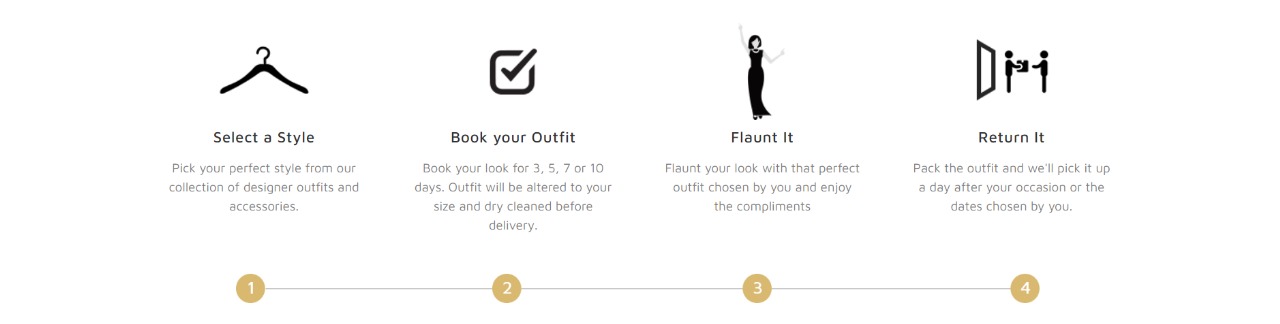 Select a Style
Pick your perfect style from our
collection of designer outfits and
accessories.
Book your Outfit
Book your look for 3, 5, 7 or 10
days. Outfit will be altered to your
size and dry cleaned before
delivery.
Flaunt It
Flaunt your look with that perfect
outfit chosen by you and enjoy
the compliments
Return It
Pack the outfit and we'll pick it up
a day after your occasion or the
dates chosen by you.
1
2
3
4